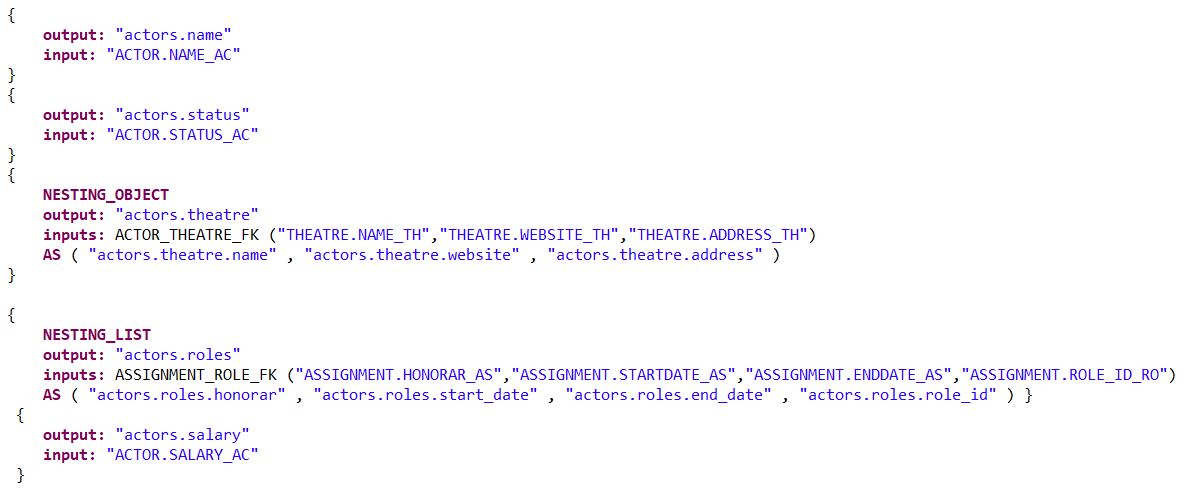 {
output: "actors.name"
input: "ACTOR.NAME_AC"
}
{
output: "actors.status"
input: "ACTOR.STATUS_AC"
}
{
NESTING_OBJECT
output: "actors.theatre"
inputs: ACTOR_THEATRE_FK ("THEATRE.NAME_TH","THEATRE.WEBSITE_TH","THEATRE.ADDRESS_TH")
AS ( "actors.theatre.name" , "actors.theatre.website" , "actors.theatre.address" )
}
{
NESTING_LIST
output: "actors.roles"
inputs: ASSIGNMENT_ROLE_FK ("ASSIGNMENT.HONORAR_AS","ASSIGNMENT.STARTDATE_AS","ASSIGNMENT.ENDDATE_AS","ASSIGNMENT.ROLE_ID_RO")
AS ( "actors.roles.honorar" , "actors.roles.start_date" , "actors.roles.end_date" , "actors.roles.role_id" ) }
{
output: "actors.salary"
input: "ACTOR.SALARY_AC"
}